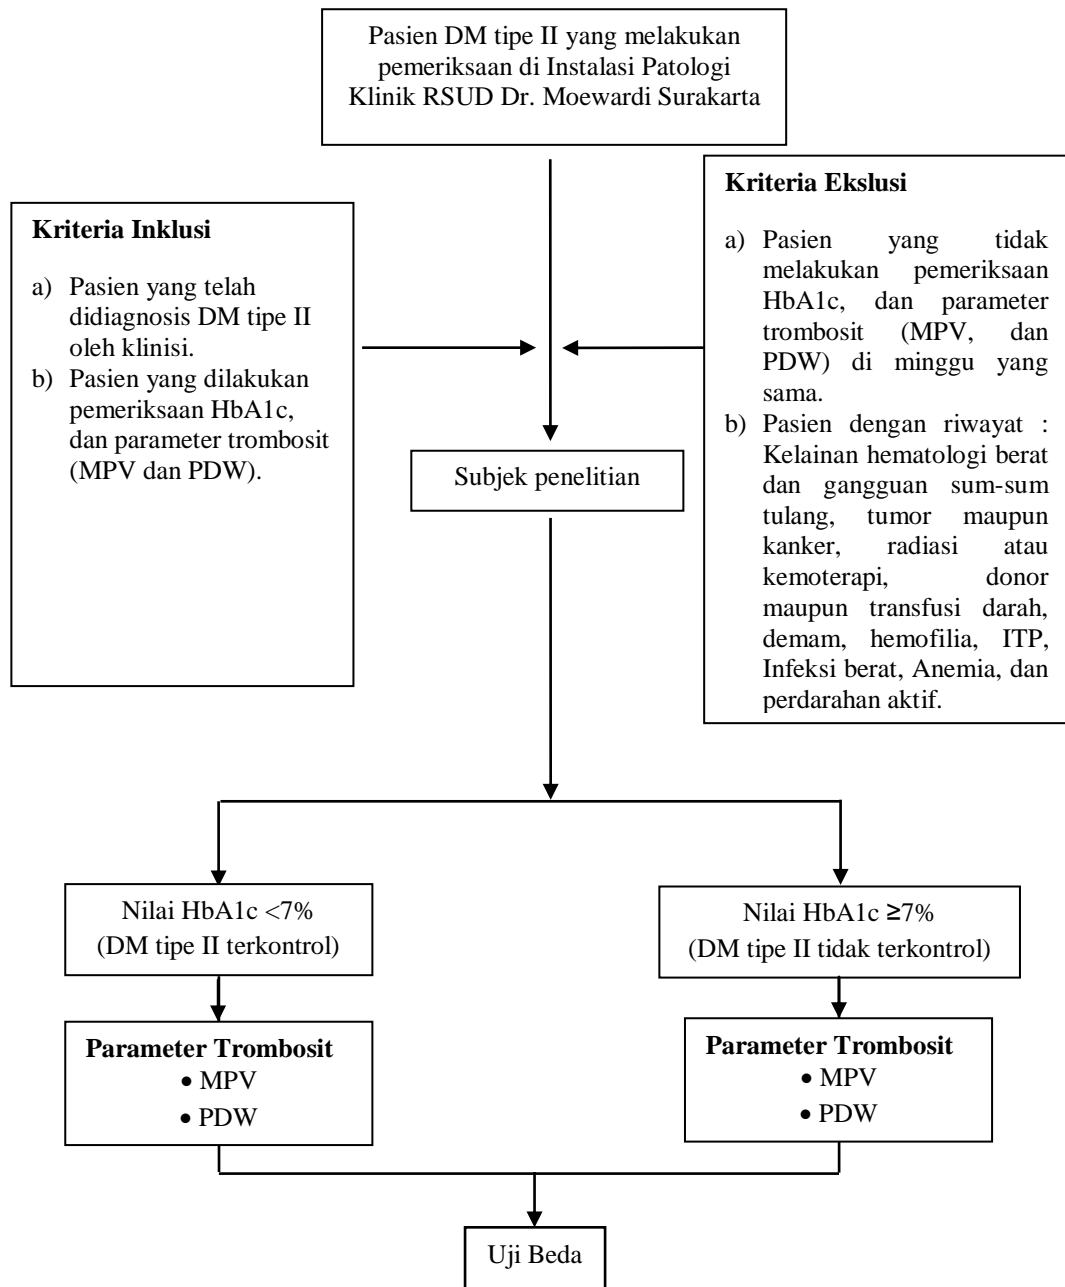 Pasien DM tipe II yang melakukan
pemeriksaan di Instalasi Patologi
Klinik RSUD Dr. Moewardi Surakarta
Kriteria Inklusi
a) Pasien yang telah
didiagnosis DM tipe II
oleh klinisi.
b) Pasien yang dilakukan
pemeriksaan HbA1c,
dan parameter trombosit
(MPV dan PDW).
Kriteria Ekslusi
a) Pasien yang tidak
melakukan pemeriksaan
HbA1c, dan parameter
trombosit (MPV, dan
PDW) di minggu yang
sama.
b) Pasien dengan riwayat :
Kelainan hematologi berat
dan gangguan sum-sum
tulang, tumor maupun
kanker, radiasi atau
kemoterapi, donor
maupun transfusi darah,
demam, hemofilia, ITP,
Infeksi berat, Anemia, dan
perdarahan aktif.
Subjek penelitian
Nilai HbA1c <7%
(DM tipe II terkontrol)
Nilai HbA1c ≥7%
(DM tipe II tidak terkontrol)
Parameter Trombosit
• MPV
• PDW
Parameter Trombosit
• MPV
• PDW
Uji Beda